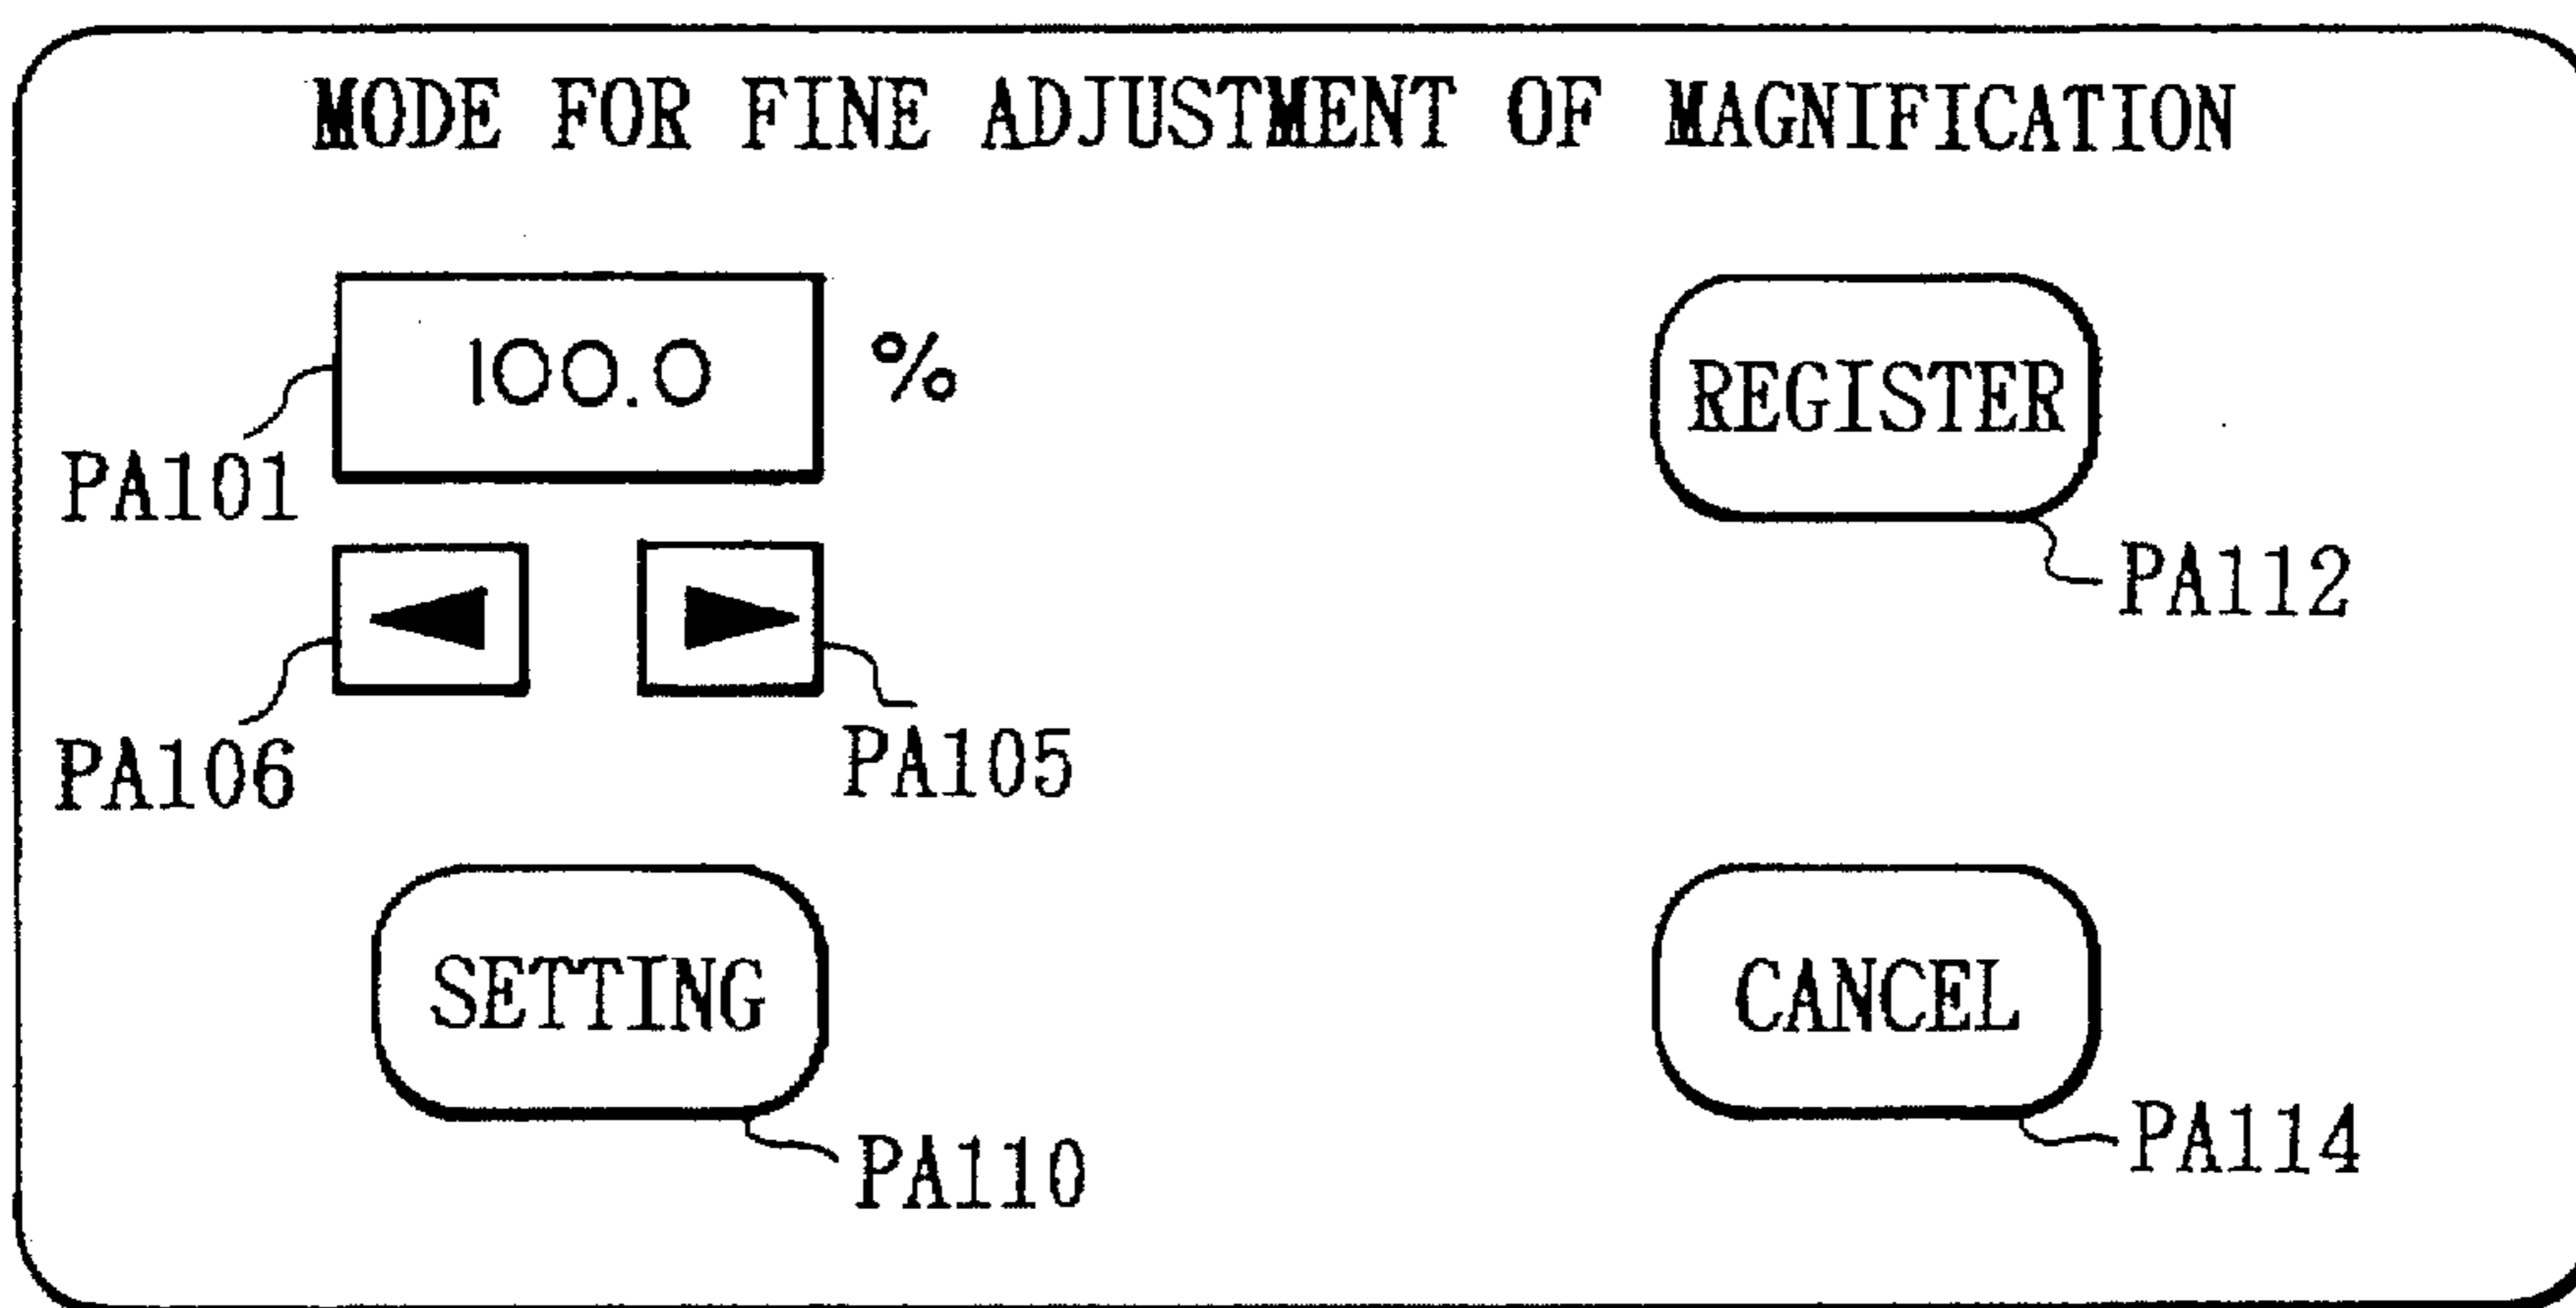 MODE FOR FINE ADJUSTMENT OF MAGNIFICATION
100.0 %
REGISTER
PA101
PA112
PA106
PA105
SETTING
CANCEL
PA110
PA114